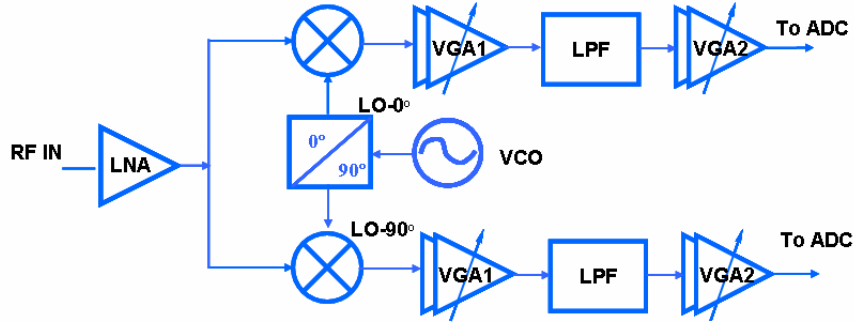 To ADC
VGA1
LPF
VGA2
LO-0°
0°
90°
RF IN
LNA
VCO
LO-90°
To ADC
VGA1
LPF
VGA2